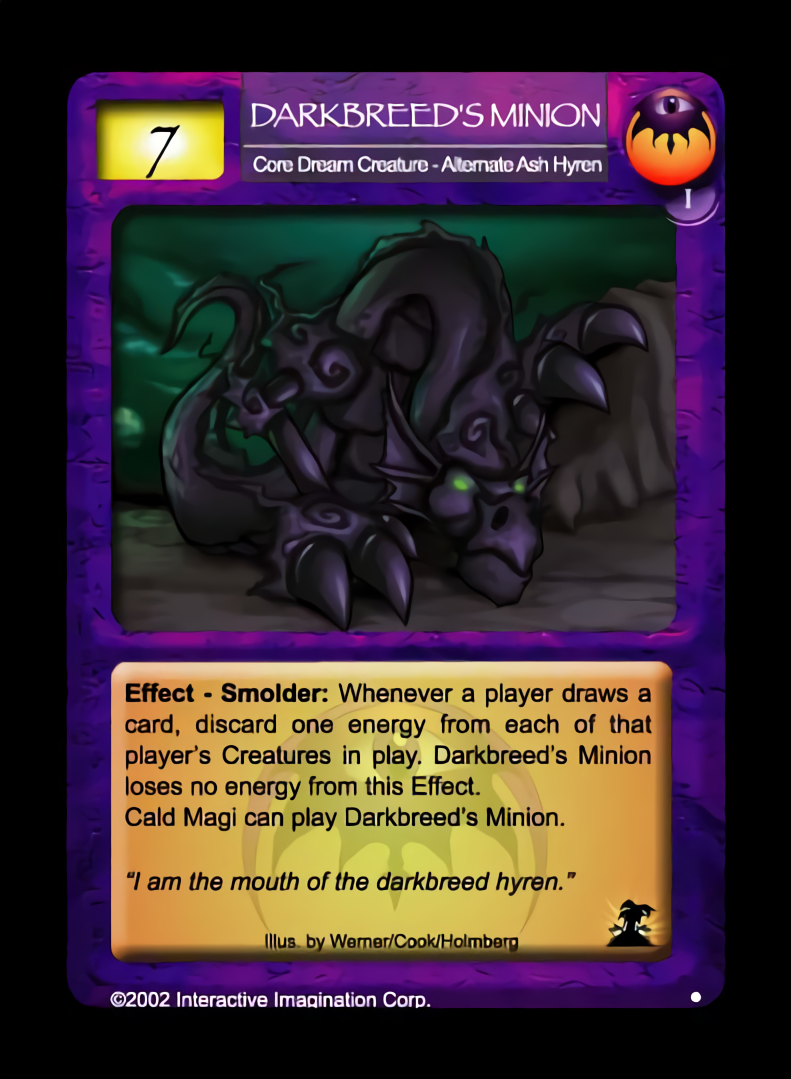 7
DARKBREED'S MINION
Core Dream Creature - Alternate Ash Hyren
I
Effect - Smolder: Whenever a player draws a
card, discard one energy from each of that
player's Creatures in play. Darkbreed's Minion
loses no energy from this Effect.
Cald Magi can play Darkbreed's Minion.
"I am the mouth of the darkbreed hyren."
Illus. by Werner/Cook/Holmberg
©2002 Interactive Imagination Corp.